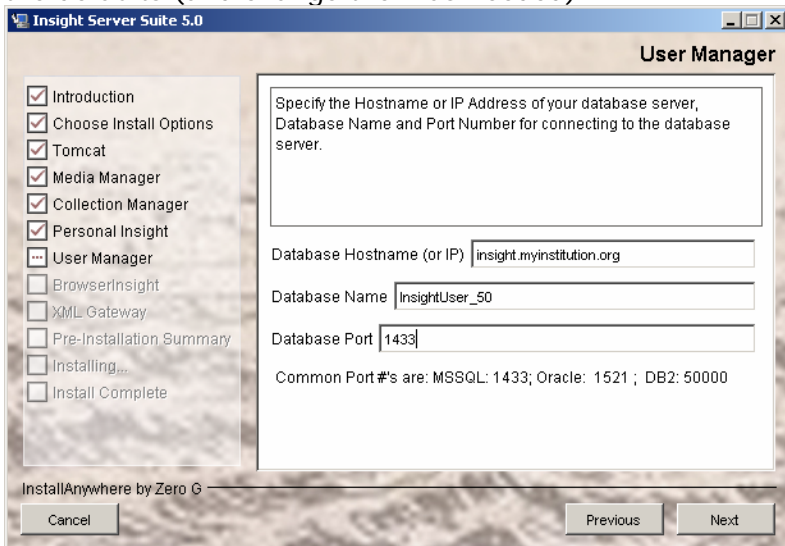 Insight Server Suite 5.0
User Manager
Introduction
Choose Install Options
Tomcat
Media Manager
Collection Manager
Personal Insight
User Manager
BrowserInsight
XML Gateway
Pre-Installation Summary
Installing...
Install Complete
Specify the Hostname or IP Address of your database server,
Database Name and Port Number for connecting to the database
server.
Database Hostname (or IP) insight.myinstitution.org
Database Name InsightUser_50
Database Port 1433
Common Port #'s are: MSSQL: 1433; Oracle: 1521 ; DB2: 50000
InstallAnywhere by Zero G
Cancel
Previous
Next